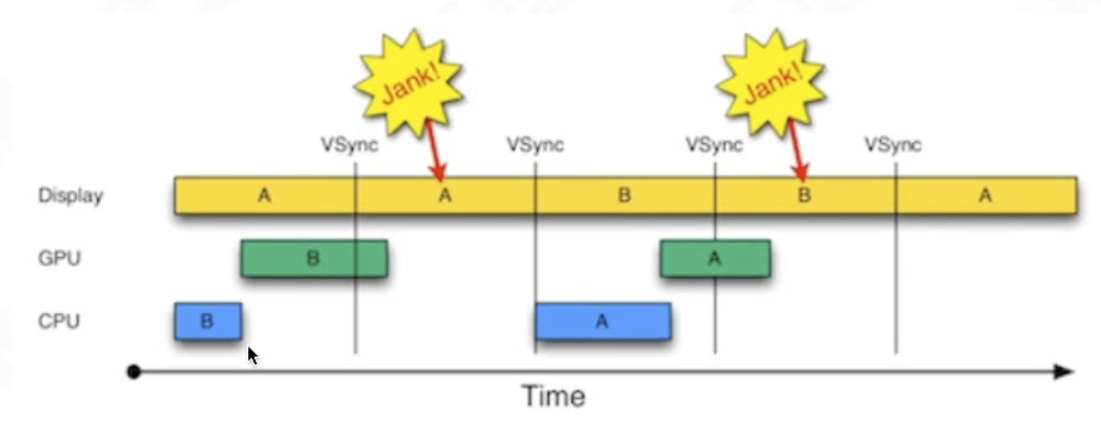 Jank!
Jank!
VSync
VSync
VSync
VSync
Display
A
A
B
B
A
GPU
B
A
CPU
B
A
Time